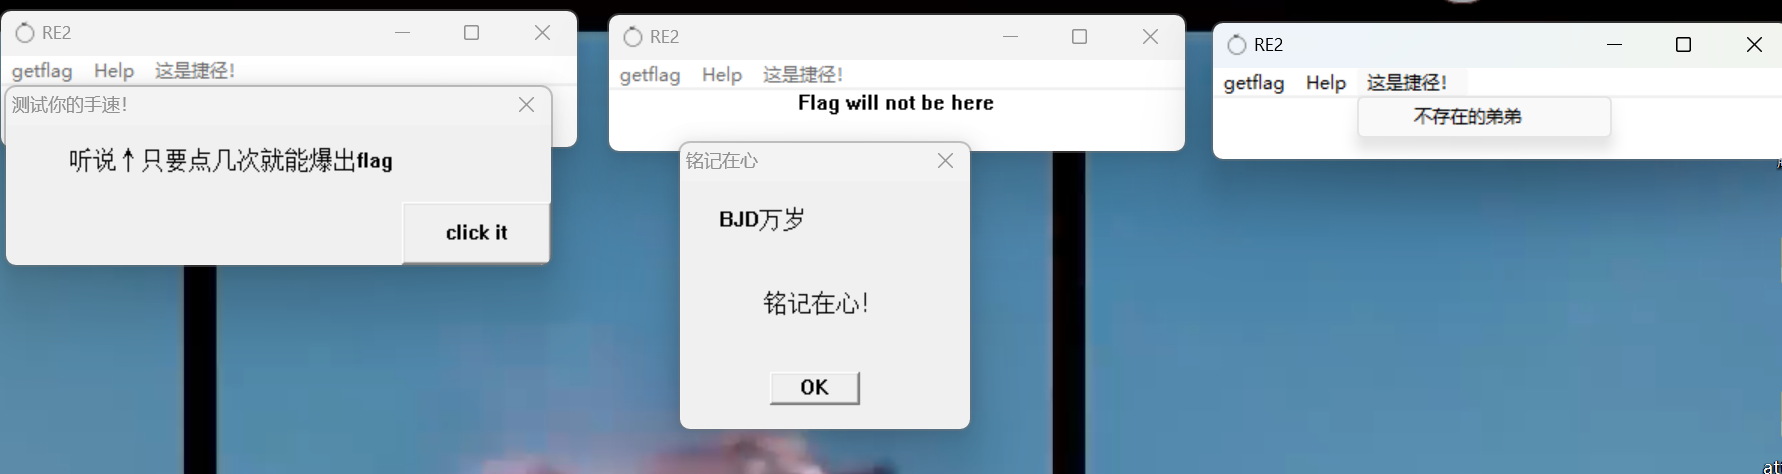 RE2
getflag Help 这是捷径!
测试你的手速!
听说↑只要点几次就能爆出flag
click it
RE2
getflag Help 这是捷径!
Flag will not be here
铭记在心
BJD万岁
铭记在心!
OK
RE2
getflag Help 这是捷径!
不存在的弟弟